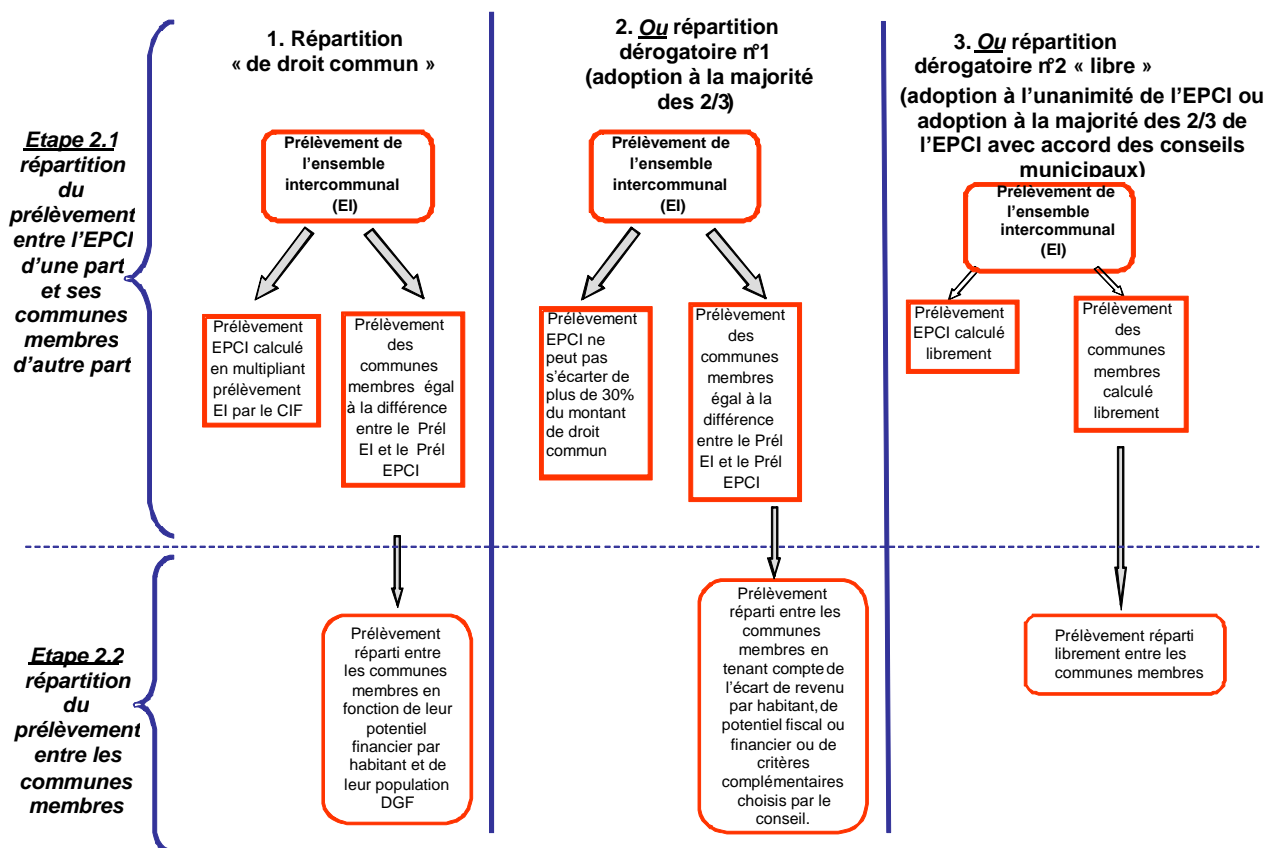 1. Répartition
« de droit commun »
2. Ou répartition
dérogatoire n°1
(adoption à la majorité
des 2/3)
3. Ou répartition
dérogatoire n°2 « libre »
(adoption à l'unanimité de l'EPCI ou
adoption à la majorité des 2/3 de
l'EPCI avec accord des conseils
municipaux)
Etape 2.1
répartition
du
prélèvement
entre l'EPCI
d'une part
et ses
communes
membres
d'autre part
Prélèvement de
l'ensemble
intercommunal
(EI)
Prélèvement
EPCI calculé
en multipliant
prélèvement
EI par le CIF
Prélèvement
des
communes
membres égal
à la différence
entre le Prél
EI et le Prél
EPCI
Prélèvement de
l'ensemble
intercommunal
(EI)
Prélèvement
EPCI ne
peut pas
s'écarter de
plus de 30%
du montant
de droit
commun
Prélèvement
des
communes
membres
égal à la
différence
entre le Prél
EI et le Prél
EPCI
Prélèvement de
l'ensemble
intercommunal
(EI)
Prélèvement
EPCI calculé
librement
Prélèvement
des
communes
membres
calculé
librement
Etape 2.2
répartition
du
prélèvement
entre les
communes
membres
Prélèvement
réparti entre
les communes
membres en
fonction de leur
potentiel
financier par
habitant et de
leur population
DGF
Prélèvement
réparti entre les
communes
membres en
tenant compte de
l'écart de revenu
par habitant, de
potentiel fiscal ou
financier ou de
critères
complémentaires
choisis par le
conseil.
Prélèvement réparti
librement entre les
communes membres